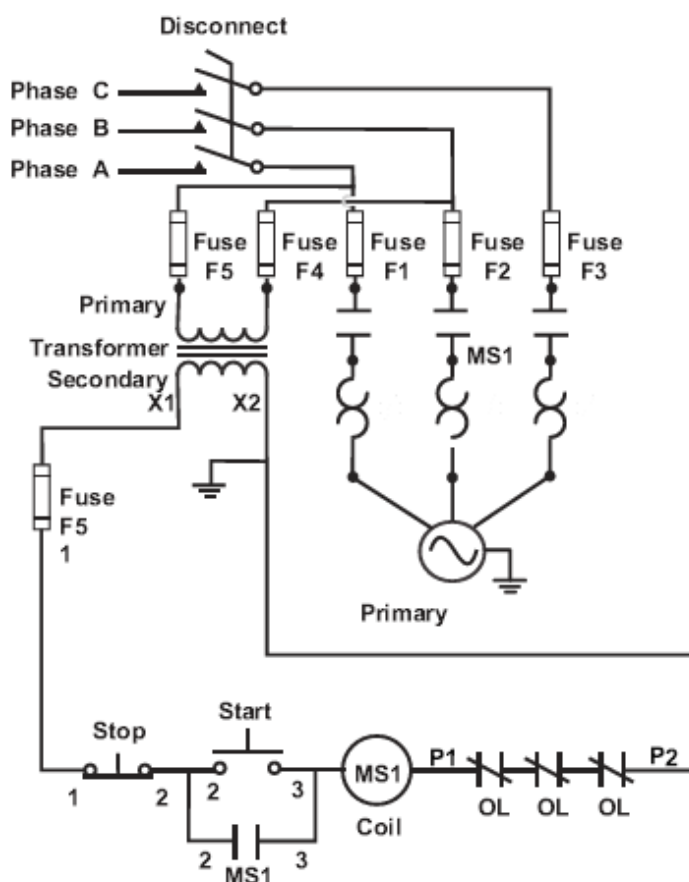 Disconnect
Phase C
Phase B
Phase A
Fuse F5
Fuse F4
Fuse F1
Fuse F2
Fuse F3
Primary
Transformer
Secondary
MS1
X1
X2
Fuse
F5
1
Primary
Stop
Start
1
2
2
3
MS1
Coil
P1
OL
OL
OL
P2
2
MS1
3